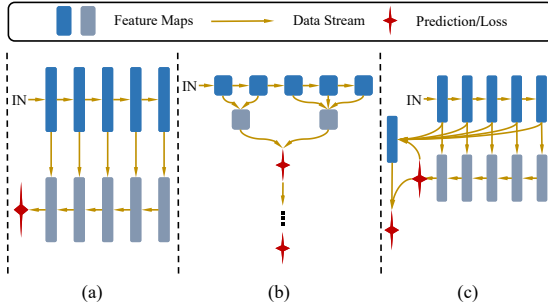 Feature Maps Data Stream Prediction/Loss
IN IN IN
(a) (b) (c)